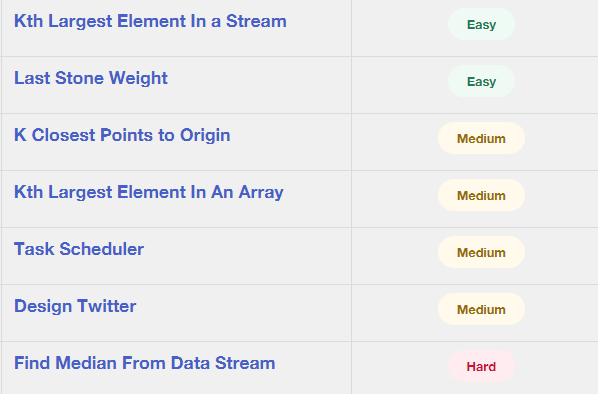 Kth Largest Element In a Stream Easy
Last Stone Weight Easy
K Closest Points to Origin Medium
Kth Largest Element In An Array Medium
Task Scheduler Medium
Design Twitter Medium
Find Median From Data Stream Hard